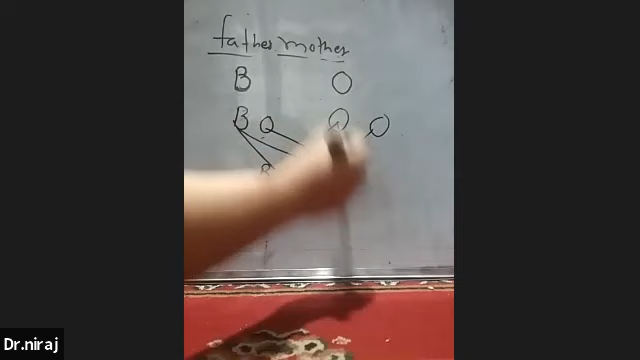 father mother
B O
B O O O
B
Dr.niraj